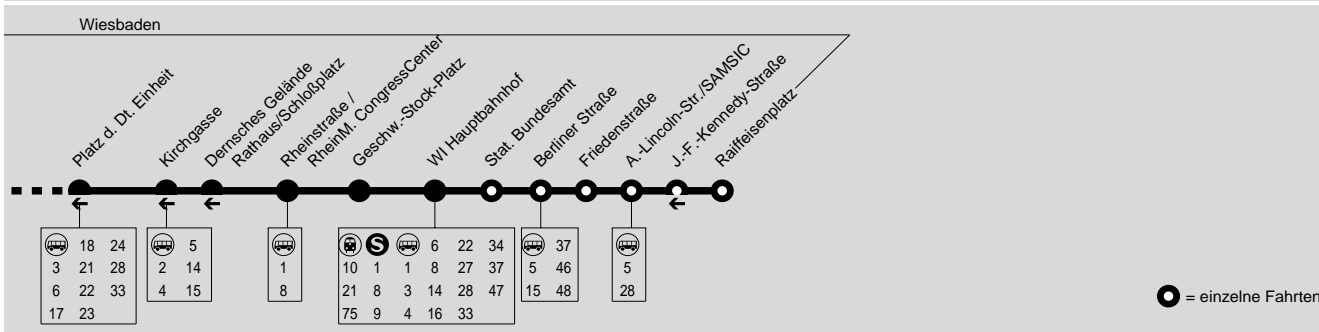 Wiesbaden
Platz d. Dt. Einheit
Kirchgasse
Dernsches Gelände
Rathaus/Schloßplatz
Rheinstraße /
RheinM. CongressCenter
Geschw.-Stock-Platz
WI Hauptbahnhof
Stat. Bundesamt
Berliner Straße
Friedenstraße
A.-Lincoln-Str./SAMSIC
J.-F.-Kennedy-Straße
Raiffeisenplatz
18 24
3 21 28
6 22 33
17 23
5
2 14
4 15
1
8
S 6 22 34
10 1 1 8 27 37
21 8 3 14 28 47
75 9 4 16 33
37
5 46
15 48
5
28
= einzelne Fahrten